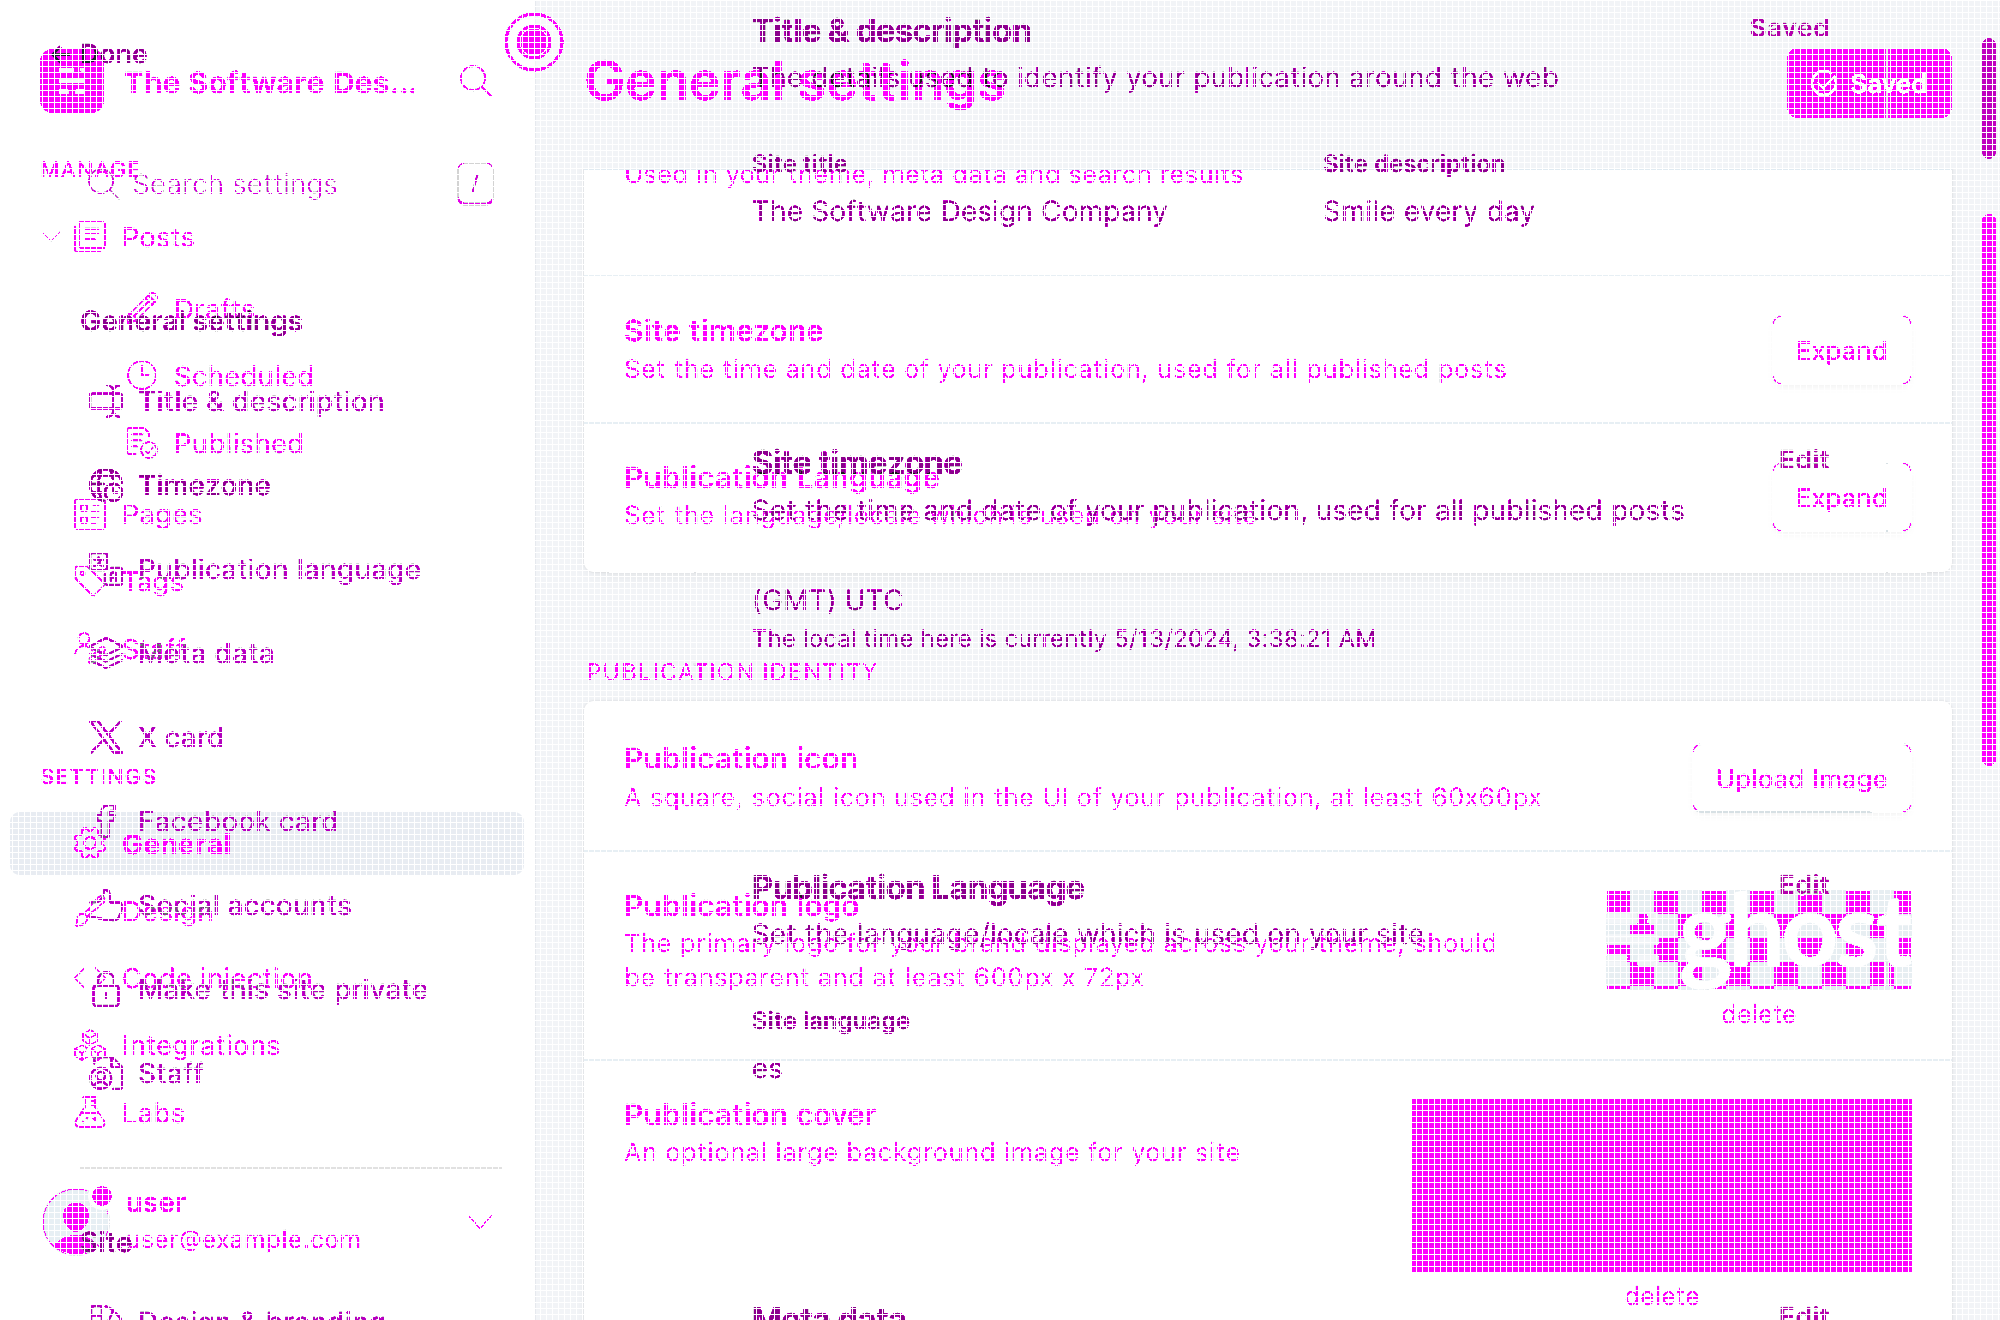 Done
The Software Des...
MANAGE
Search settings
/
Posts
Drafts
General settings
Scheduled
Title & description
Published
Timezone
Pages
Publication language
Tags
Staff
Meta data
X card
SETTINGS
Facebook card
General
Social accounts
Design
Code injection
Make this site private
Integrations
Staff
Labs
user
user@example.com
Site
Design & branding
Title & description
Saved
General settings
The details used to identify your publication around the web
Saved
Site title
Site description
Used in your theme, meta data and search results
The Software Design Company
Smile every day
Site timezone
Set the time and date of your publication, used for all published posts
Expand
Site timezone
Edit
Publication Language
Expand
Set the time and date of your publication, used for all published posts
Set the language/locale which is used on your site
(GMT) UTC
The local time here is currently 5/13/2024, 3:38:21 AM
PUBLICATION IDENTITY
Publication icon
A square, social icon used in the UI of your publication, at least 60x60px
Upload Image
Publication Language
Edit
Publication logo
Set the language/locale which is used on your site
The primary logo for your brand displayed across your theme, should
be transparent and at least 600px x 72px
ghost
delete
Site language
es
Publication cover
An optional large background image for your site
delete
Meta data
Edit